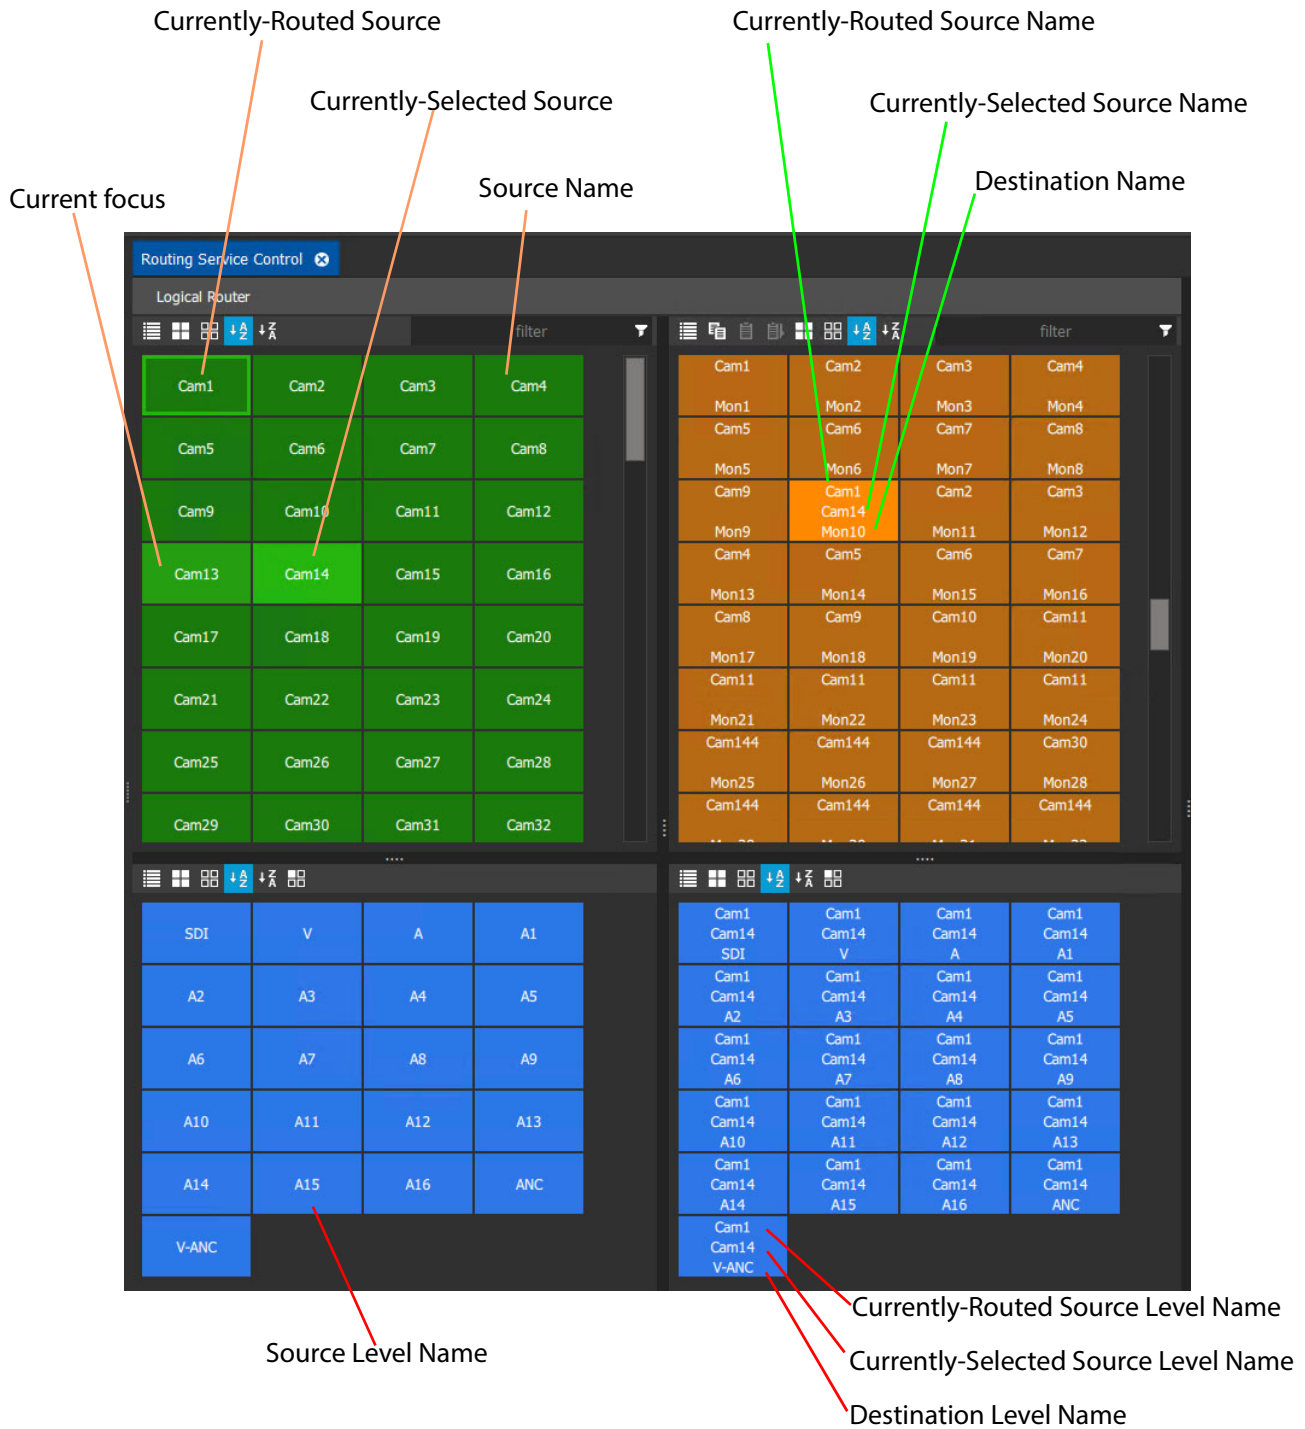 Currently-Routed Source
Currently-Routed Source Name
Currently-Selected Source
Currently-Selected Source Name
Source Name
Destination Name
Current focus
Routing Service Control
Logical Router
filter
filter
Cam1 Cam2 Cam3 Cam4
Cam5 Cam6 Cam7 Cam8
Cam9 Cam10 Cam11 Cam12
Cam13 Cam14 Cam15 Cam16
Cam17 Cam18 Cam19 Cam20
Cam21 Cam22 Cam23 Cam24
Cam25 Cam26 Cam27 Cam28
Cam29 Cam30 Cam31 Cam32
Cam1 Cam2 Cam3 Cam4
Mon1 Mon2 Mon3 Mon4
Cam5 Cam6 Cam7 Cam8
Mon5 Mon6 Mon7 Mon8
Cam9 Cam1 Cam2 Cam3
Cam14
Mon9 Mon10 Mon11 Mon12
Cam4 Cam5 Cam6 Cam7
Mon13 Mon14 Mon15 Mon16
Cam8 Cam9 Cam10 Cam11
Mon17 Mon18 Mon19 Mon20
Cam11 Cam11 Cam11 Cam11
Mon21 Mon22 Mon23 Mon24
Cam144 Cam144 Cam144 Cam30
Mon25 Mon26 Mon27 Mon28
Cam144 Cam144 Cam144 Cam144
SDI V A A1
A2 A3 A4 A5
A6 A7 A8 A9
A10 A11 A12 A13
A14 A15 A16 ANC
V-ANC
Cam1 Cam1 Cam1 Cam1
Cam14 Cam14 Cam14 Cam14
SDI V A A1
Cam1 Cam1 Cam1 Cam1
Cam14 Cam14 Cam14 Cam14
A2 A3 A4 A5
Cam1 Cam1 Cam1 Cam1
Cam14 Cam14 Cam14 Cam14
A6 A7 A8 A9
Cam1 Cam1 Cam1 Cam1
Cam14 Cam14 Cam14 Cam14
A10 A11 A12 A13
Cam1 Cam1 Cam1 Cam1
Cam14 Cam14 Cam14 Cam14
A14 A15 A16 ANC
Cam1
Cam14
V-ANC
Currently-Routed Source Level Name
Source Level Name
Currently-Selected Source Level Name
Destination Level Name